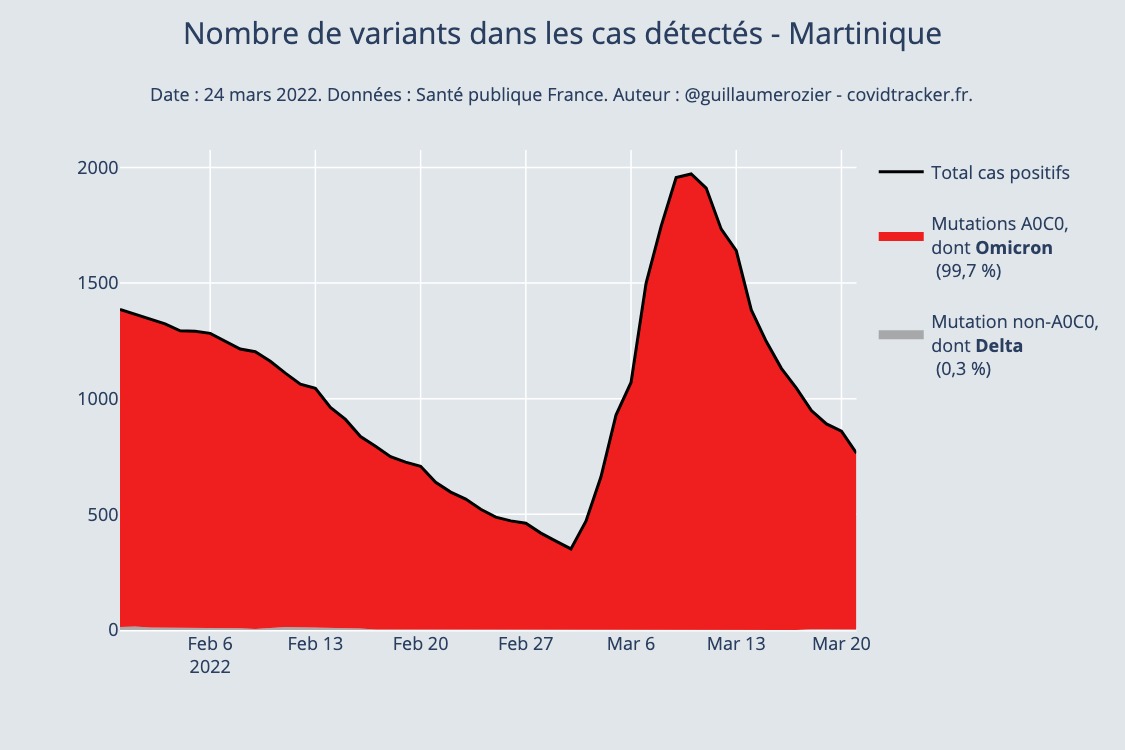 Nombre de variants dans les cas détectés - Martinique
Date : 24 mars 2022. Données : Santé publique France. Auteur : @guillaumerozier - covidtracker.fr.
2000
1500
1000
500
0
Feb 6
2022
Feb 13
Feb 20
Feb 27
Mar 6
Mar 13
Mar 20
Total cas positifs
Mutations A0C0,
dont Omicron
(99,7 %)
Mutation non-A0C0,
dont Delta
(0,3 %)